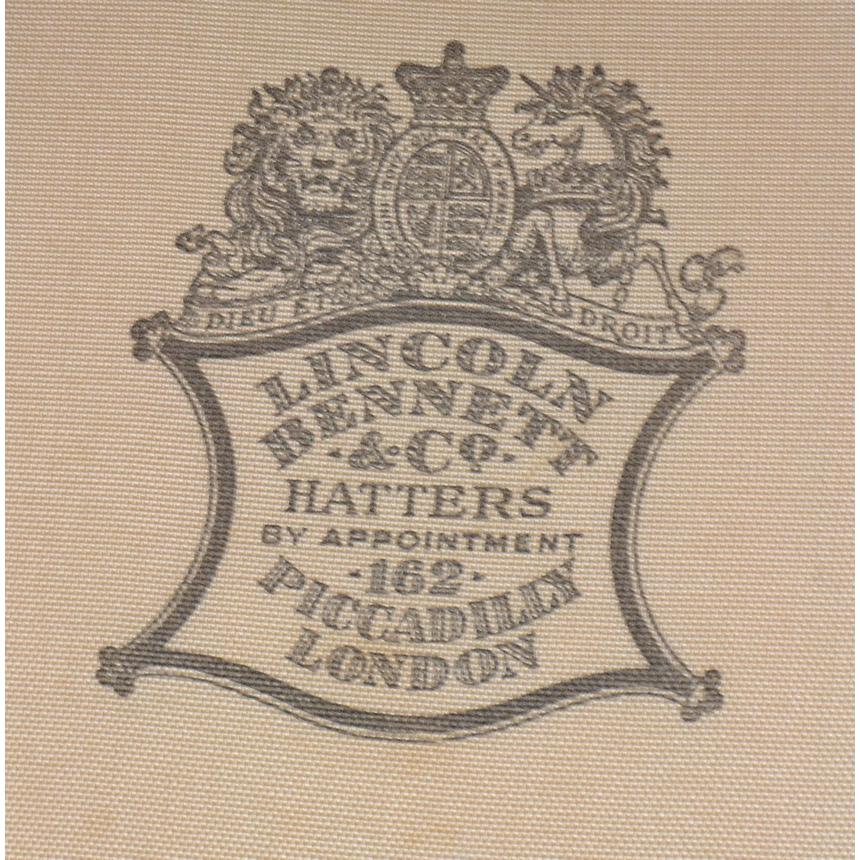 DIEU ET
DROIT
LINCOLN
BENNETT
·&·Co·
HATTERS
BY APPOINTMENT
·162·
PICCADILLY
LONDON